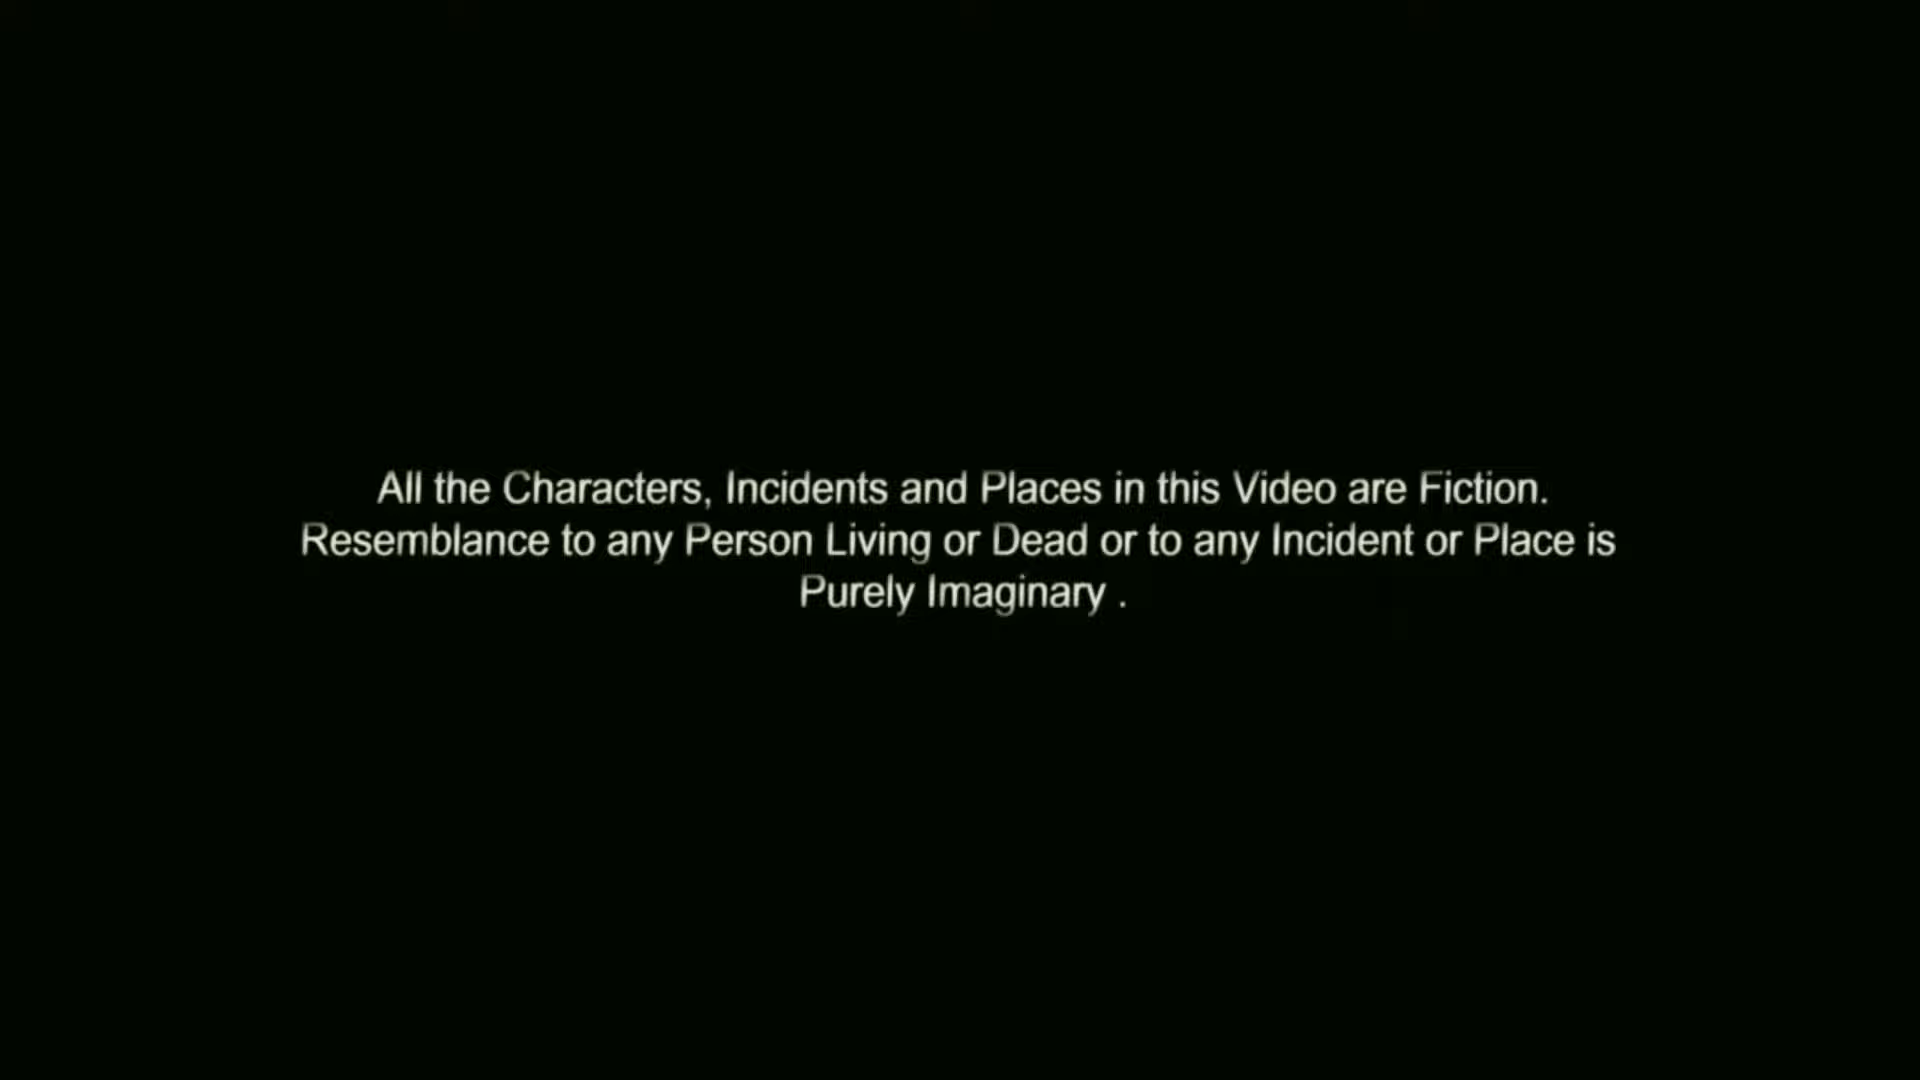 All the Characters, Incidents and Places in this Video are Fiction.
Resemblance to any Person Living or Dead or to any Incident or Place is
Purely Imaginary .